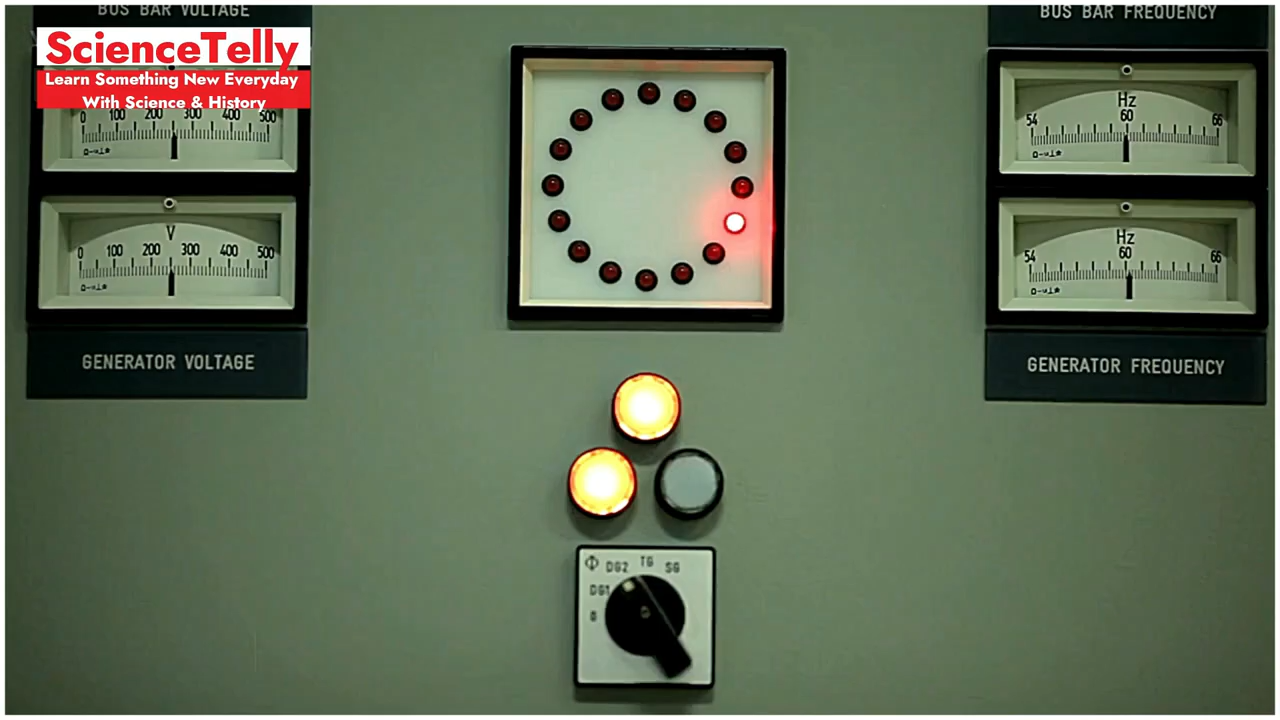 BUS BAR VOLTAGE
BUS BAR FREQUENCY
ScienceTelly
Learn Something New Everyday
With Science & History
0 100 200 300 400 500
Hz
54 60 66
V
0 100 200 300 400 500
Hz
54 60 66
GENERATOR VOLTAGE
GENERATOR FREQUENCY
DG1 DG2 TG SG
0